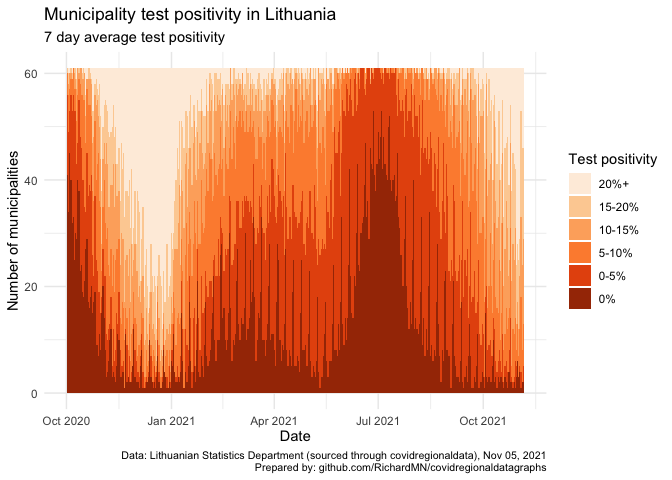 Municipality test positivity in Lithuania
7 day average test positivity
Number of municipalities
60
40
20
0
Oct 2020 Jan 2021 Apr 2021 Jul 2021 Oct 2021
Date
Test positivity
20%+
15-20%
10-15%
5-10%
0-5%
0%
Data: Lithuanian Statistics Department (sourced through covidregionaldata), Nov 05, 2021
Prepared by: github.com/RichardMN/covidregionaldatagraphs